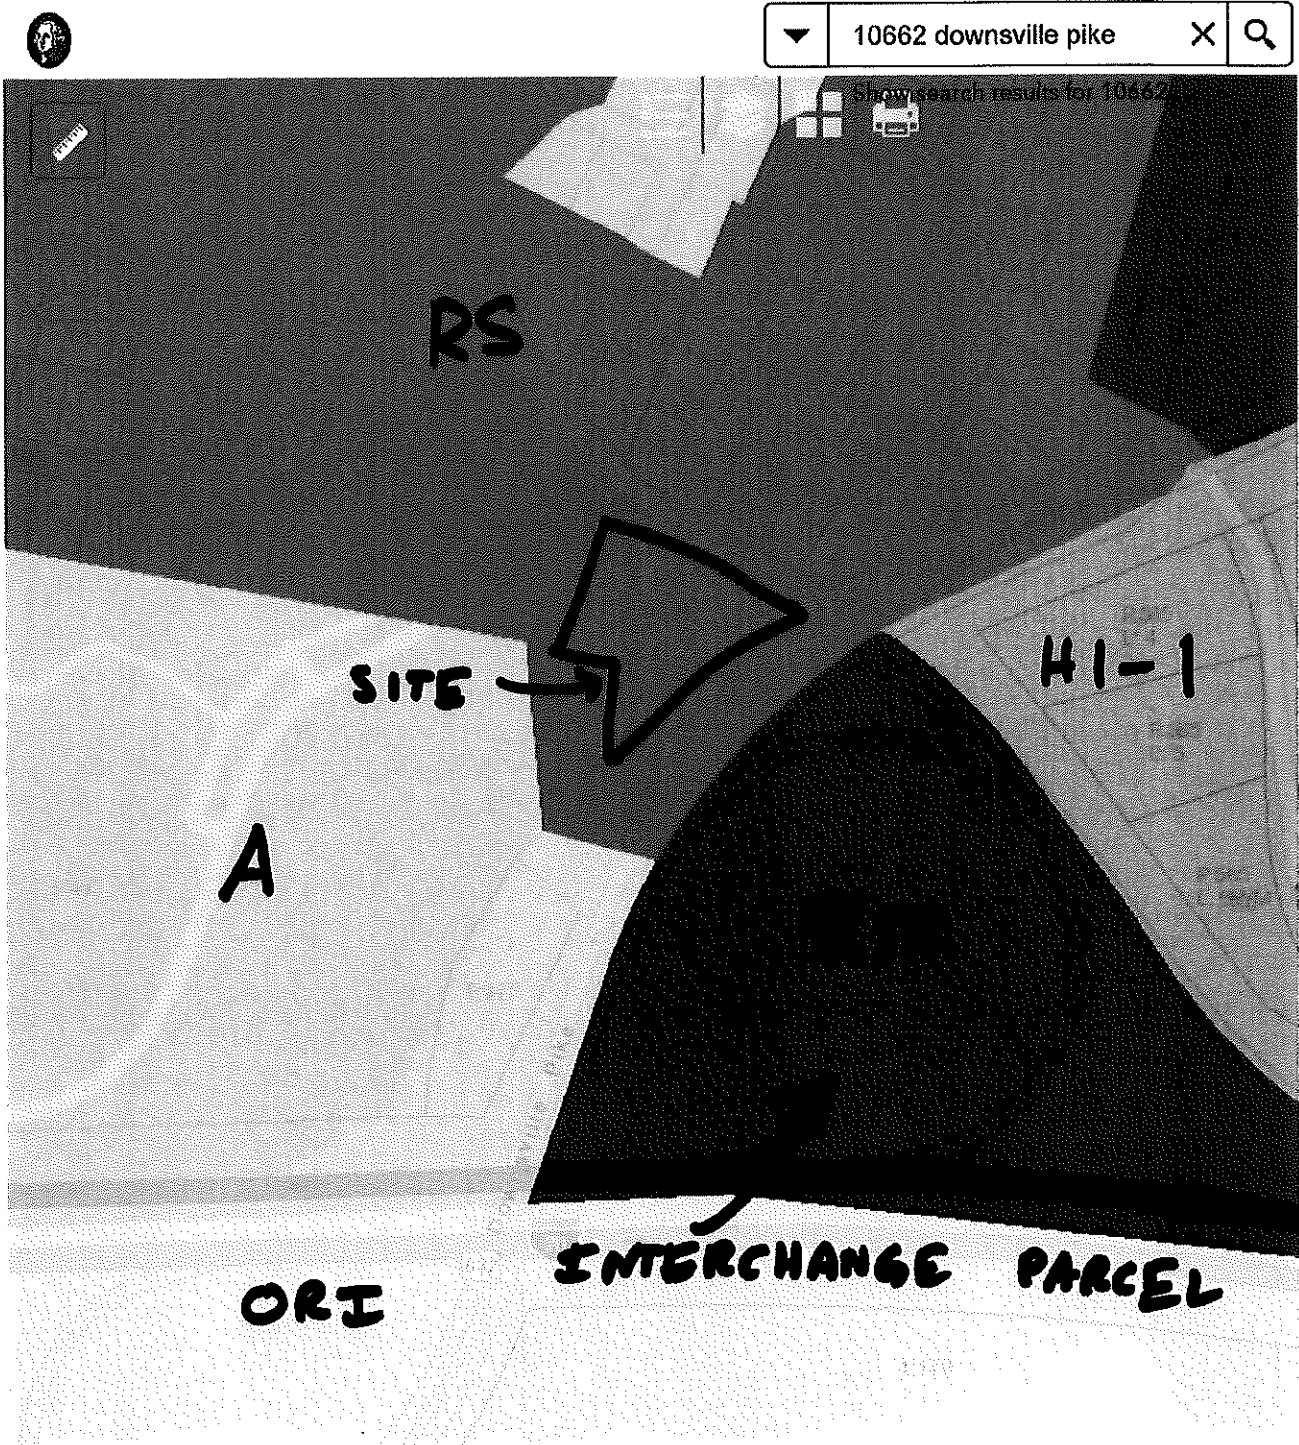 10662 downsville pike
Show search results for 10662
RS
SITE
HI-1
A
INTERCHANGE PARCEL
ORI